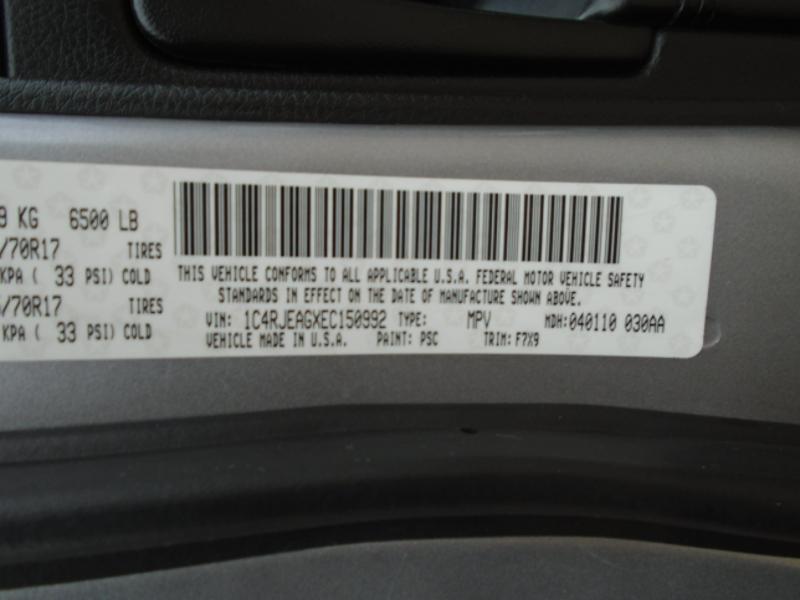 KG 6500 LB
/70R17 TIRES
KPA ( 33 PSI) COLD
/70R17 TIRES
KPA ( 33 PSI) COLD
THIS VEHICLE CONFORMS TO ALL APPLICABLE U.S.A. FEDERAL MOTOR VEHICLE SAFETY
STANDARDS IN EFFECT ON THE DATE OF MANUFACTURE SHOWN ABOVE.
VIN: 1C4RJEAGXEC150992 TYPE: MPV MDH:040110 030AA
VEHICLE MADE IN U.S.A. PAINT: PSC TRIM: F7X9